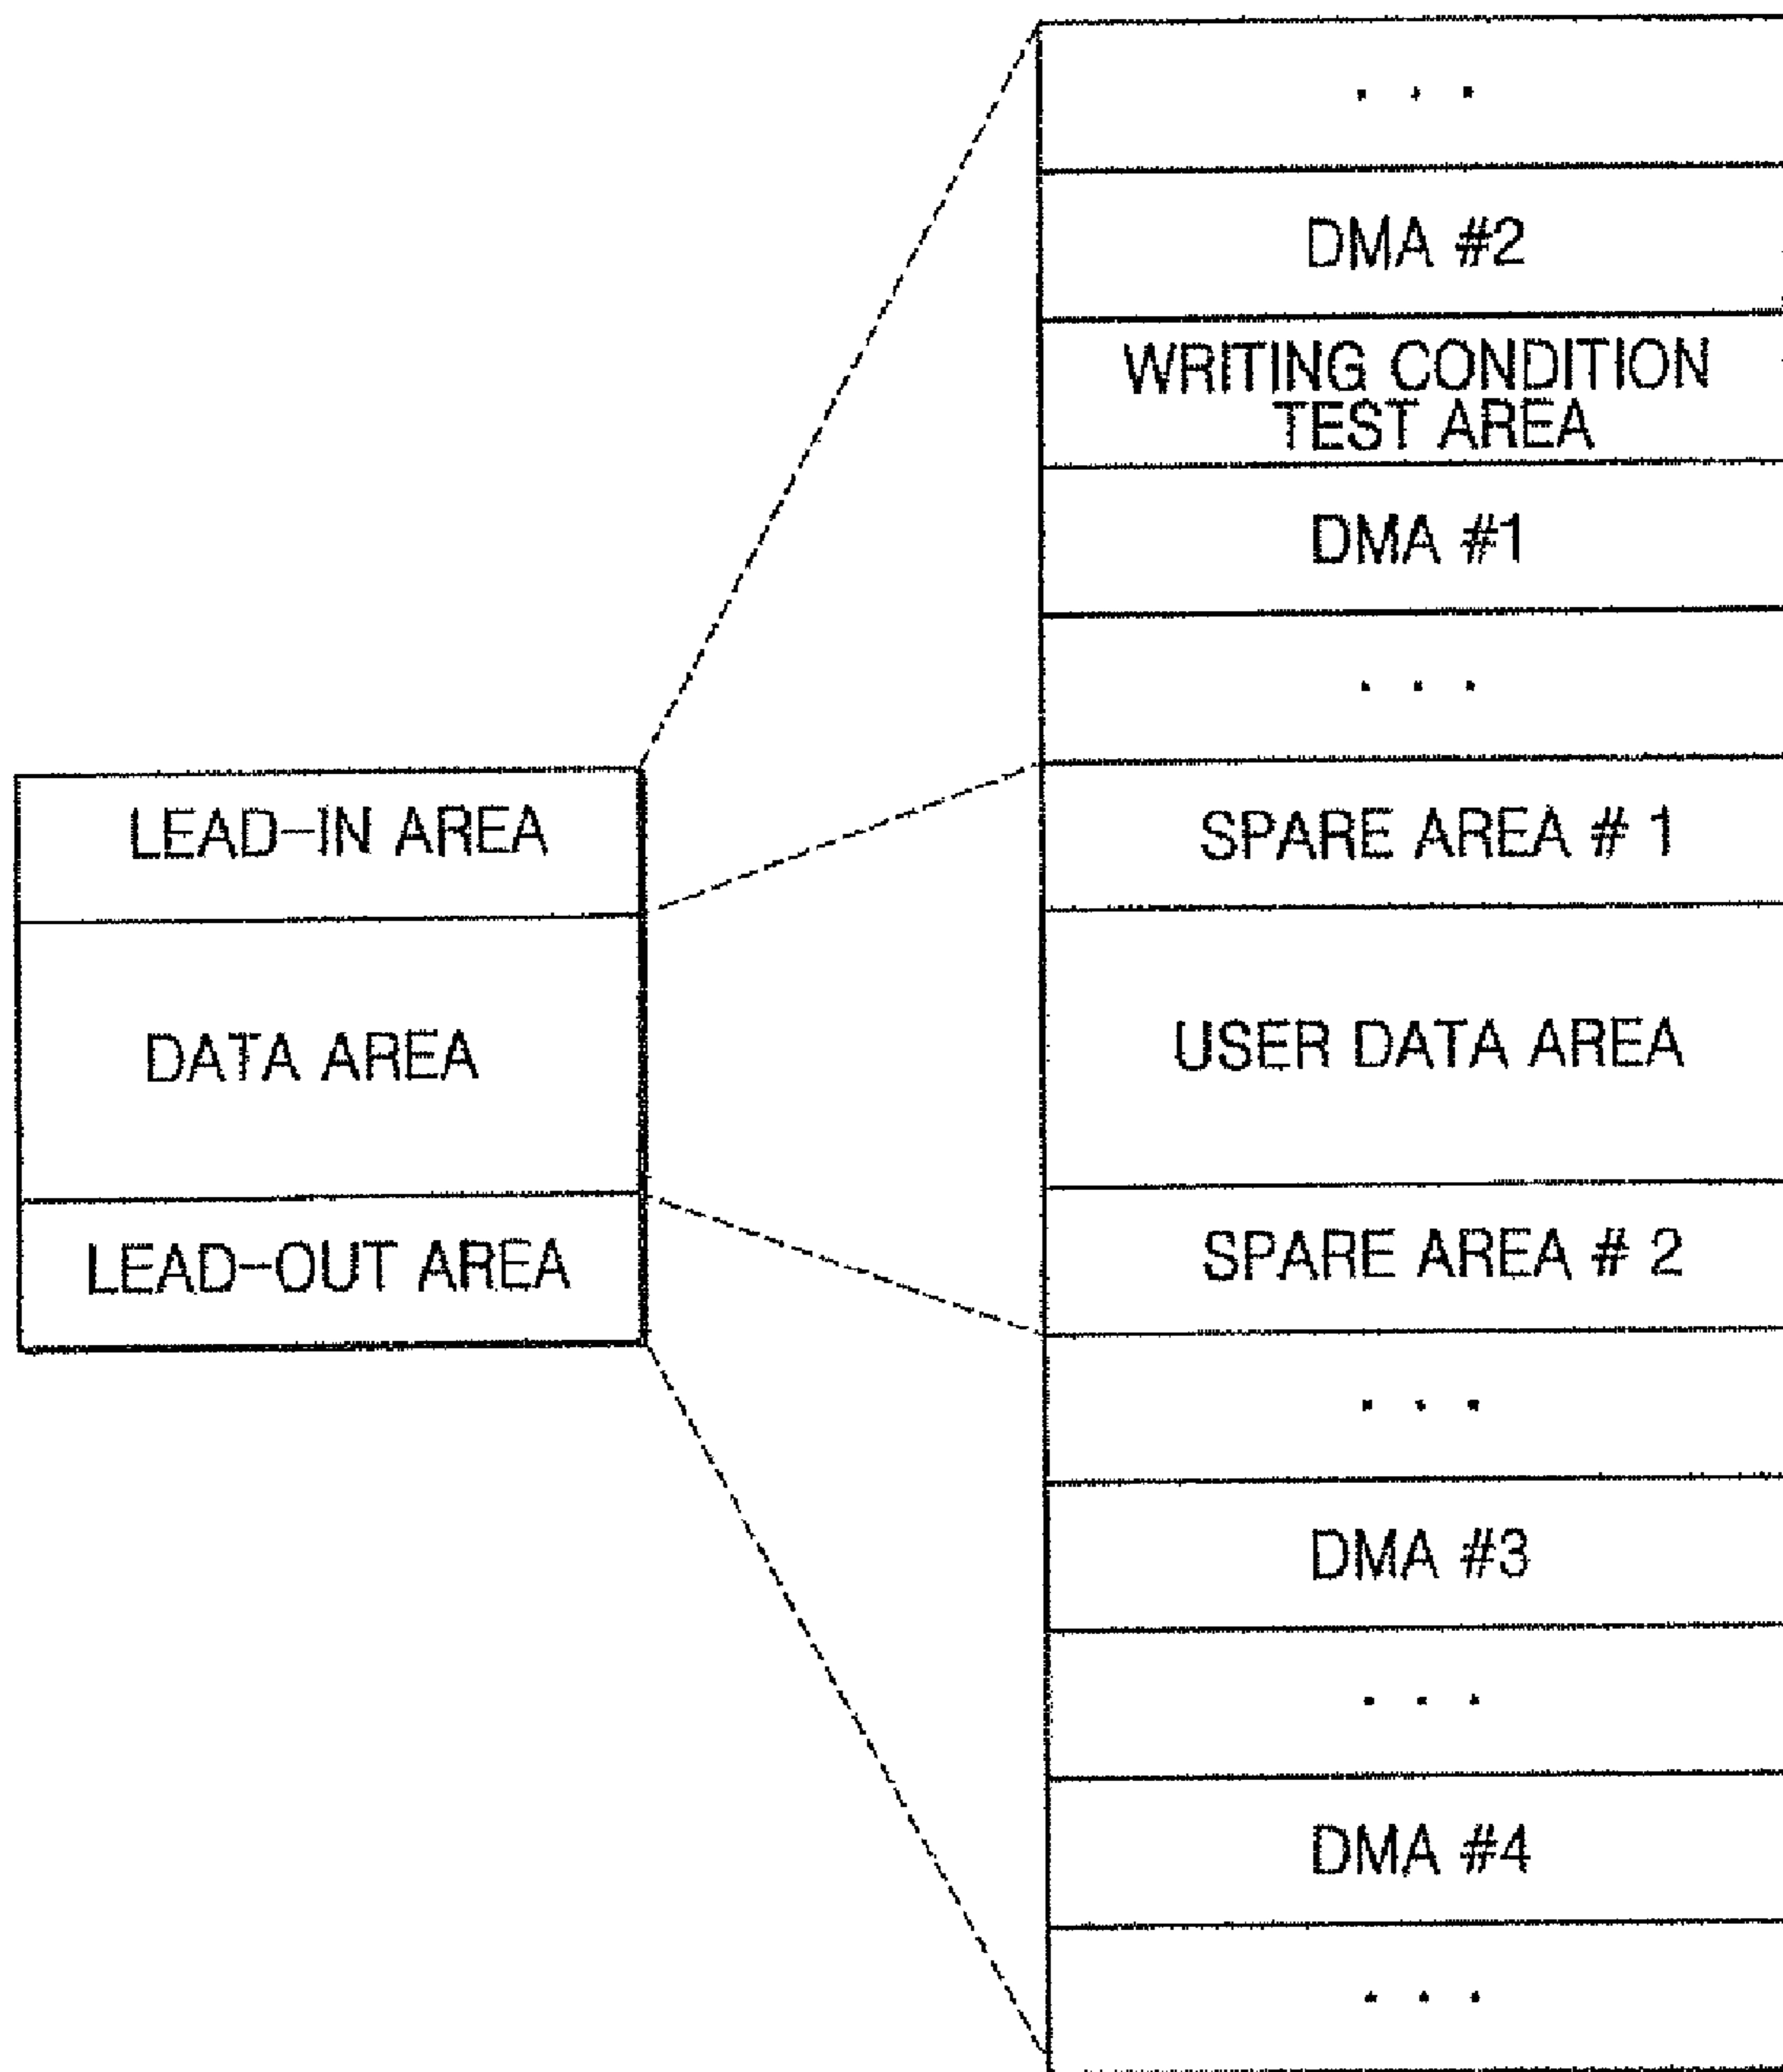 LEAD-IN AREA
DATA AREA
LEAD-OUT AREA
. . .
DMA #2
WRITING CONDITION
TEST AREA
DMA #1
. . .
SPARE AREA # 1
USER DATA AREA
SPARE AREA # 2
. . .
DMA #3
. . .
DMA #4
. . .